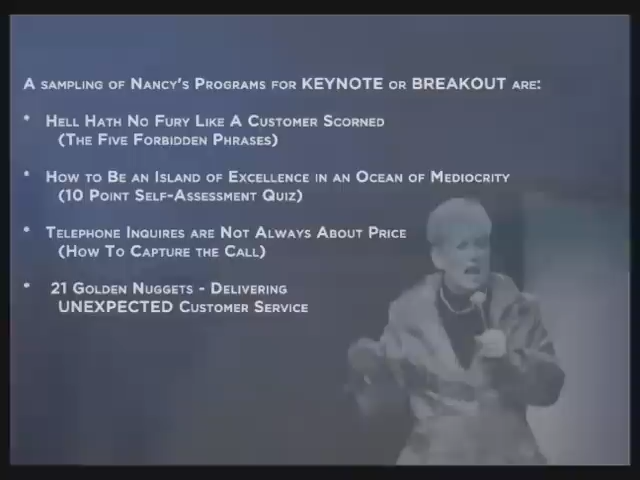 A sampling of Nancy's Programs for KEYNOTE or BREAKOUT are:
* Hell Hath No Fury Like A Customer Scorned
(The Five Forbidden Phrases)
* How to Be an Island of Excellence in an Ocean of Mediocrity
(10 Point Self-Assessment Quiz)
* Telephone Inquires are Not Always About Price
(How To Capture the Call)
* 21 Golden Nuggets - Delivering
UNEXPECTED Customer Service